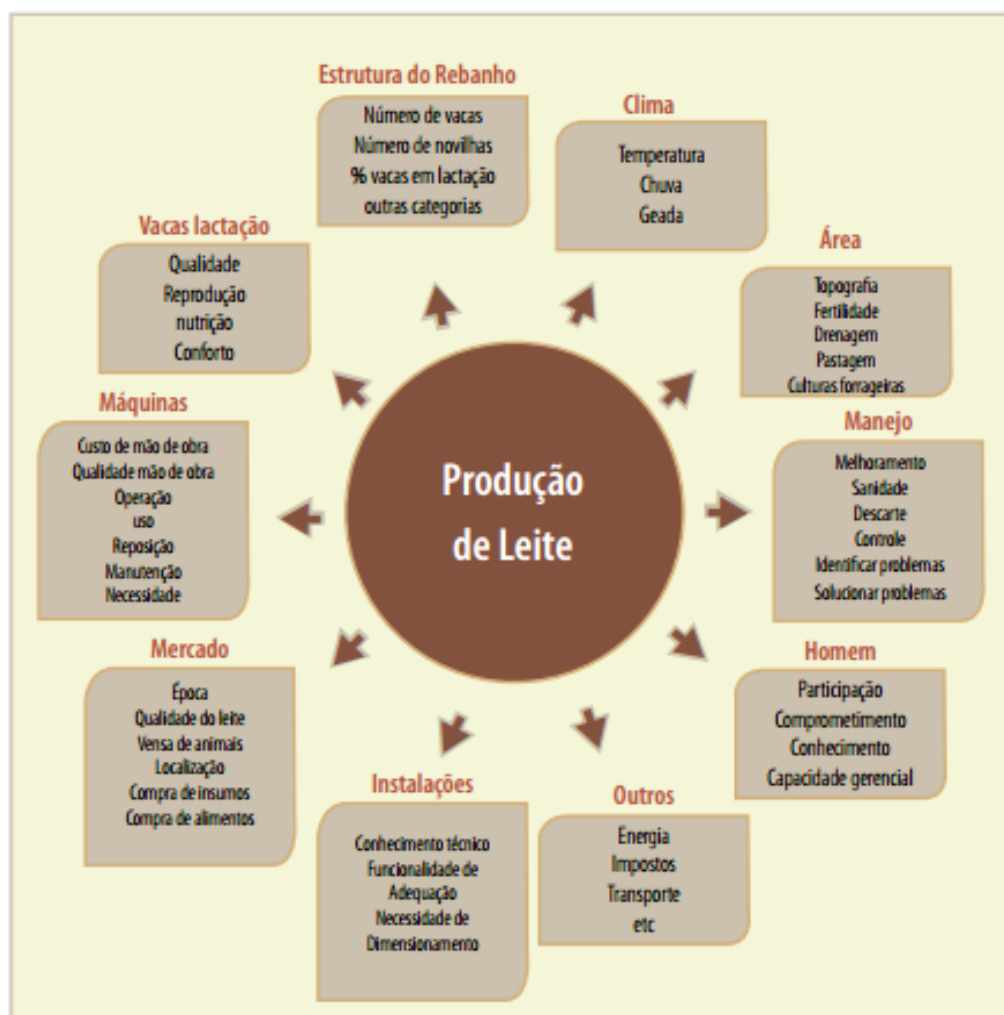 Estrutura do Rebanho
Número de vacas
Número de novilhas
% vacas em lactação
outras categorias
Clima
Temperatura
Chuva
Geada
Área
Topografia
Fertilidade
Drenagem
Pastagem
Culturas forrageiras
Manejo
Melhoramento
Sanidade
Descarte
Controle
Identificar problemas
Solucionar problemas
Homem
Participação
Comprometimento
Conhecimento
Capacidade gerencial
Outros
Energia
Impostos
Transporte
etc
Instalações
Conhecimento técnico
Funcionalidade de
Adequação
Necessidade de
Dimensionamento
Mercado
Época
Qualidade do leite
Vensa de animais
Localização
Compra de insumos
Compra de alimentos
Máquinas
Custo de mão de obra
Qualidade mão de obra
Operação
uso
Reposição
Manutenção
Necessidade
Vacas lactação
Qualidade
Reprodução
nutrição
Conforto
Produção
de Leite